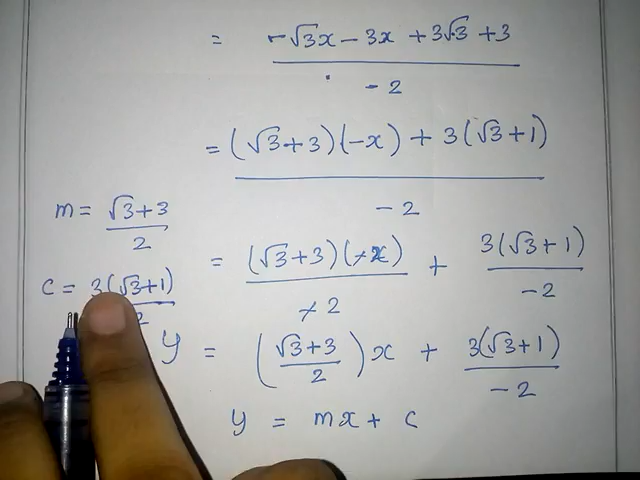 = -√3x - 3x + 3√3 + 3 / -2
= (√3+3)(-x) + 3(√3+1) / -2
m = √3+3 / 2
= (√3+3)(-x) / -2 + 3(√3+1) / -2
c = 3(√3+1) / 2
y = (√3+3 / 2)x + 3(√3+1) / -2
y = mx + c